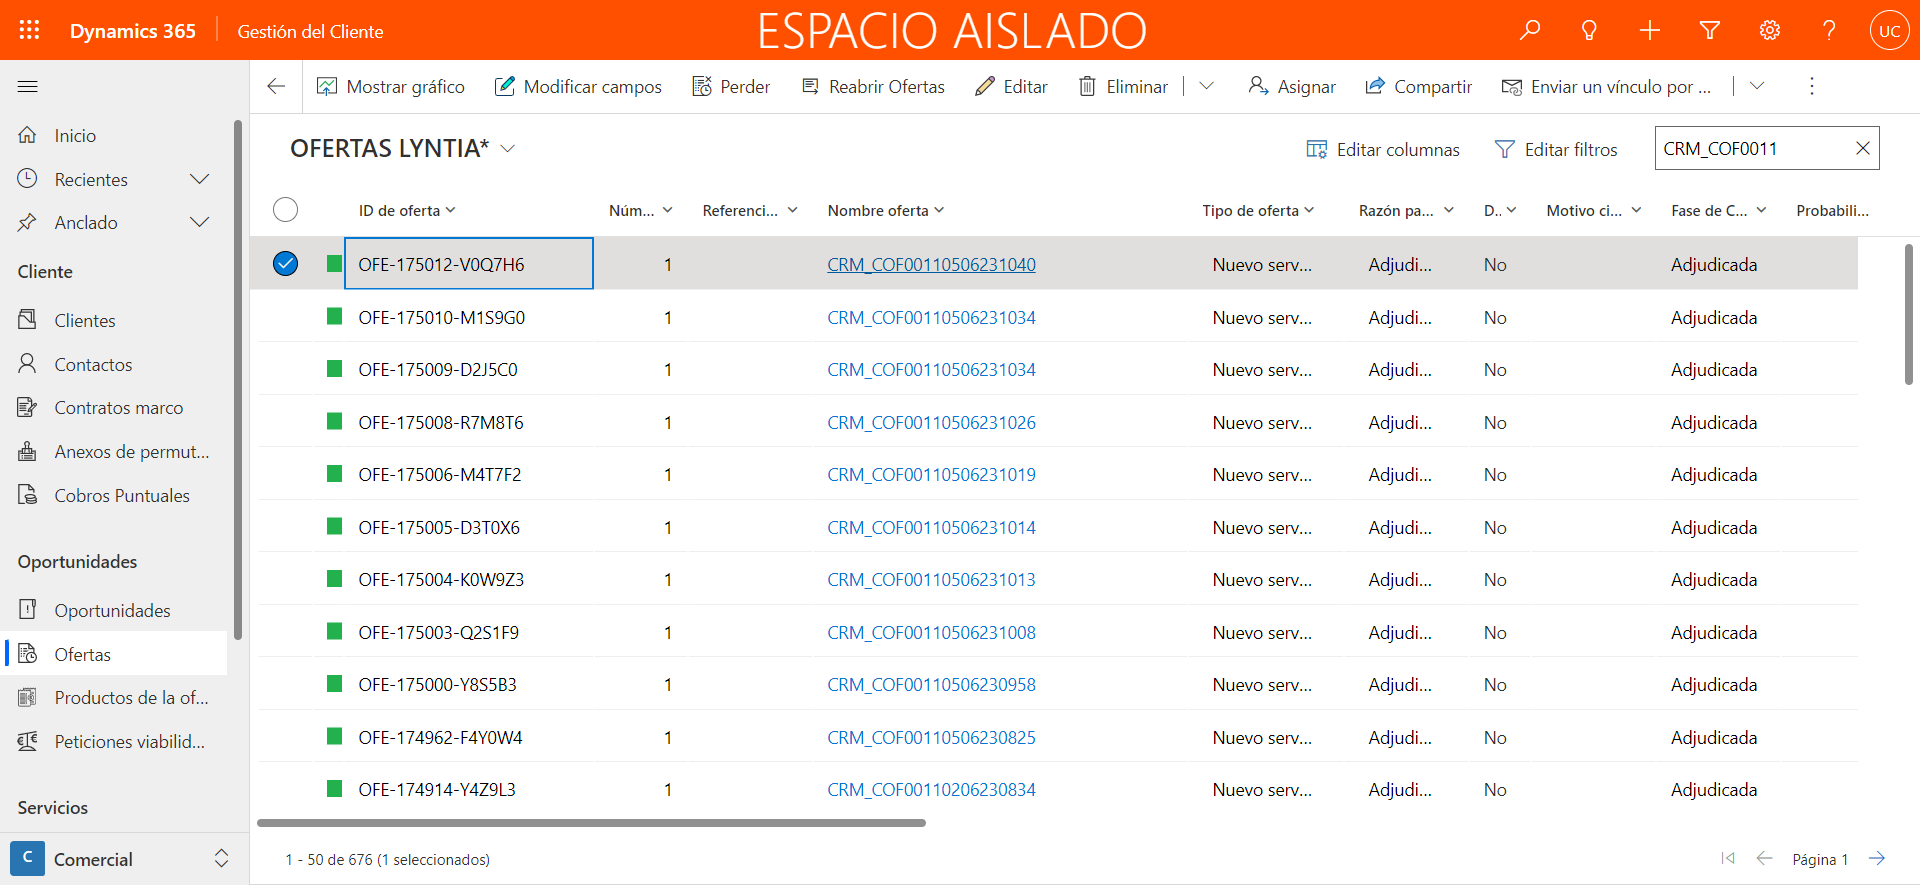 Dynamics 365
Gestión del Cliente
ESPACIO AISLADO
UC
Mostrar gráfico
Modificar campos
Perder
Reabrir Ofertas
Editar
Eliminar
Asignar
Compartir
Enviar un vínculo por ...
Inicio
Recientes
Anclado
Cliente
Clientes
Contactos
Contratos marco
Anexos de permut...
Cobros Puntuales
Oportunidades
Oportunidades
Ofertas
Productos de la of...
Peticiones viabilid...
Servicios
C Comercial
OFERTAS LYNTIA*
Editar columnas
Editar filtros
CRM_COF0011
ID de oferta Núm... Referenci... Nombre oferta Tipo de oferta Razón pa... D.. Motivo ci... Fase de C... Probabili...
OFE-175012-V0Q7H6 1 CRM_COF00110506231040 Nuevo serv... Adjudi... No Adjudicada
OFE-175010-M1S9G0 1 CRM_COF00110506231034 Nuevo serv... Adjudi... No Adjudicada
OFE-175009-D2J5C0 1 CRM_COF00110506231034 Nuevo serv... Adjudi... No Adjudicada
OFE-175008-R7M8T6 1 CRM_COF00110506231026 Nuevo serv... Adjudi... No Adjudicada
OFE-175006-M4T7F2 1 CRM_COF00110506231019 Nuevo serv... Adjudi... No Adjudicada
OFE-175005-D3T0X6 1 CRM_COF00110506231014 Nuevo serv... Adjudi... No Adjudicada
OFE-175004-K0W9Z3 1 CRM_COF00110506231013 Nuevo serv... Adjudi... No Adjudicada
OFE-175003-Q2S1F9 1 CRM_COF00110506231008 Nuevo serv... Adjudi... No Adjudicada
OFE-175000-Y8S5B3 1 CRM_COF00110506230958 Nuevo serv... Adjudi... No Adjudicada
OFE-174962-F4Y0W4 1 CRM_COF00110506230825 Nuevo serv... Adjudi... No Adjudicada
OFE-174914-Y4Z9L3 1 CRM_COF00110206230834 Nuevo serv... Adjudi... No Adjudicada
1 - 50 de 676 (1 seleccionados)
Página 1